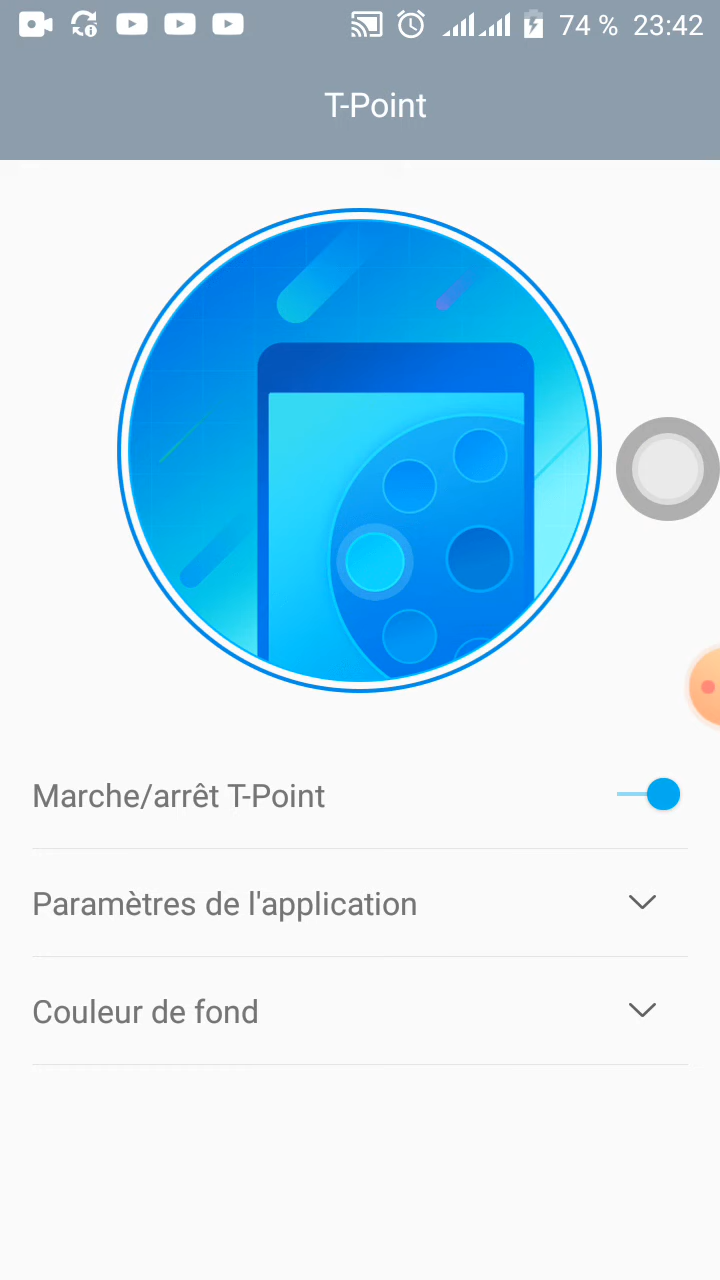 74 % 23:42
T-Point
Marche/arrêt T-Point
Paramètres de l'application
Couleur de fond